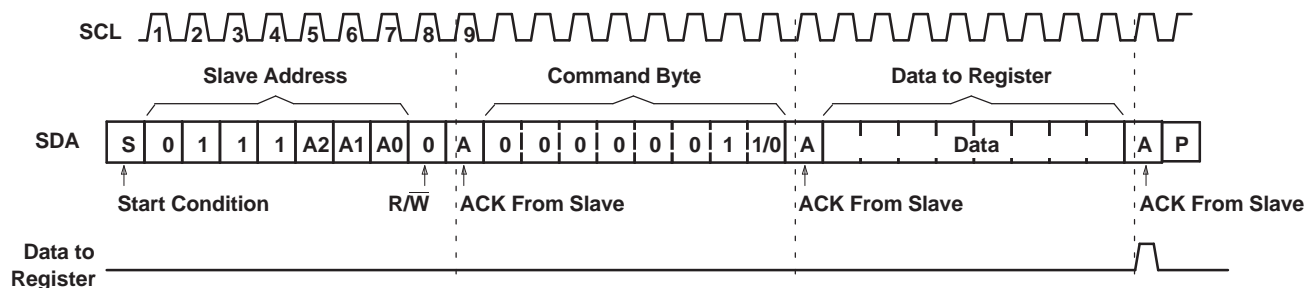 SCL 1 2 3 4 5 6 7 8 9
Slave Address Command Byte Data to Register
SDA S 0 1 1 1 A2 A1 A0 0 A 0 0 0 0 0 0 1 1/0 A Data A P
Start Condition R/W̅ ACK From Slave ACK From Slave ACK From Slave
Data to
Register